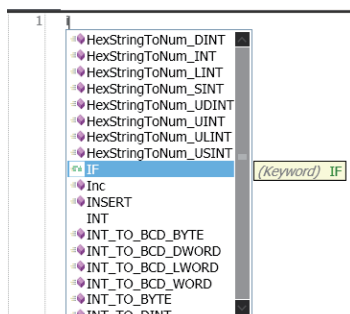 1 i
HexStringToNum_DINT
HexStringToNum_INT
HexStringToNum_LINT
HexStringToNum_SINT
HexStringToNum_UDINT
HexStringToNum_UINT
HexStringToNum_ULINT
HexStringToNum_USINT
IF (Keyword) IF
Inc
INSERT
INT
INT_TO_BCD_BYTE
INT_TO_BCD_DWORD
INT_TO_BCD_LWORD
INT_TO_BCD_WORD
INT_TO_BYTE
INT_TO_DINT